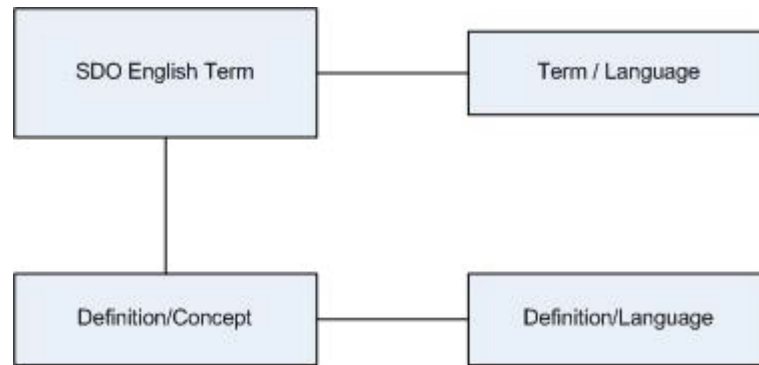 SDO English Term
Term / Language
Definition/Concept
Definition/Language